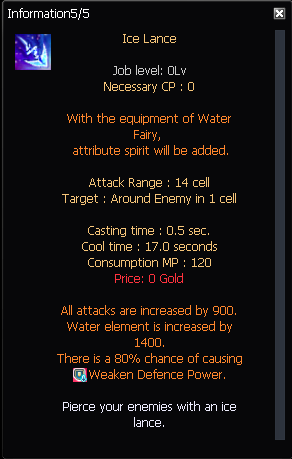 Information5/5
Ice Lance
Job level: 0Lv
Necessary CP : 0
With the equipment of Water
Fairy,
attribute spirit will be added.
Attack Range : 14 cell
Target : Around Enemy in 1 cell
Casting time : 0.5 sec.
Cool time : 17.0 seconds
Consumption MP : 120
Price: 0 Gold
All attacks are increased by 900.
Water element is increased by
1400.
There is a 80% chance of causing
Weaken Defence Power.
Pierce your enemies with an ice
lance.